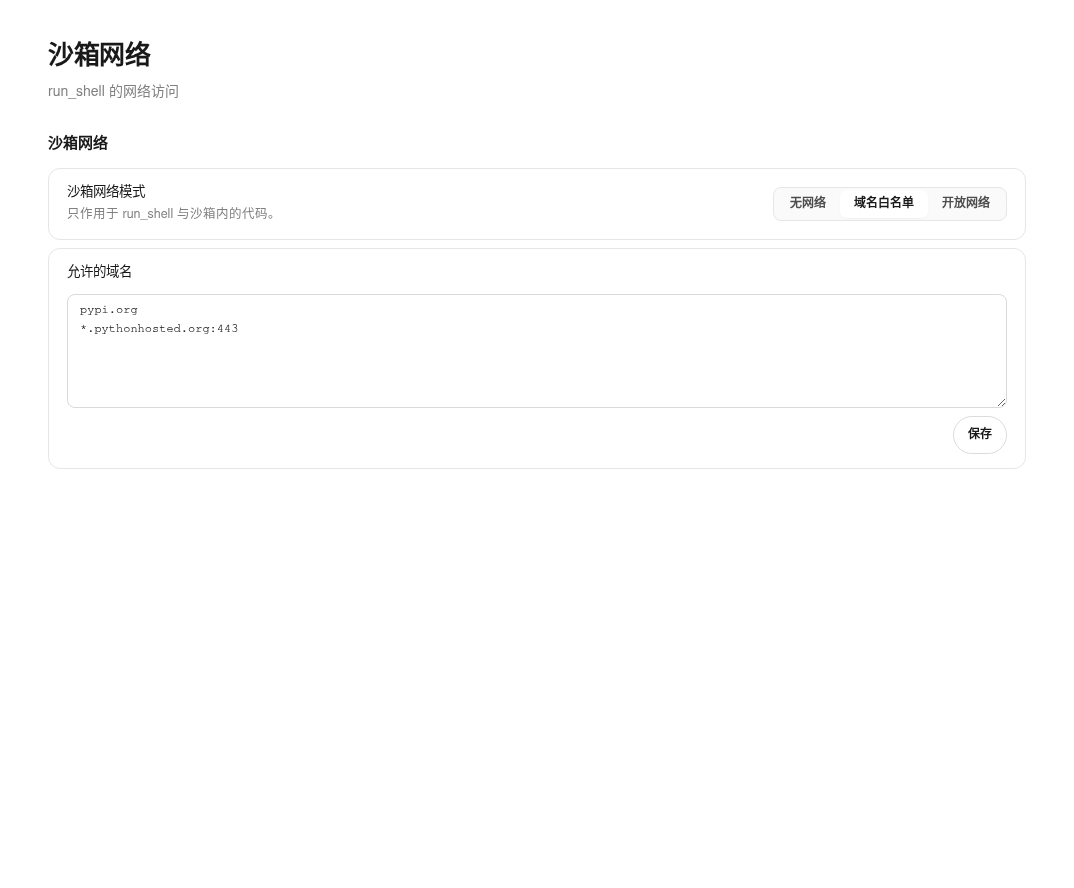 沙箱网络
run_shell 的网络访问
沙箱网络
沙箱网络模式
只作用于 run_shell 与沙箱内的代码。
无网络 域名白名单 开放网络
允许的域名
pypi.org
*.pythonhosted.org:443
保存